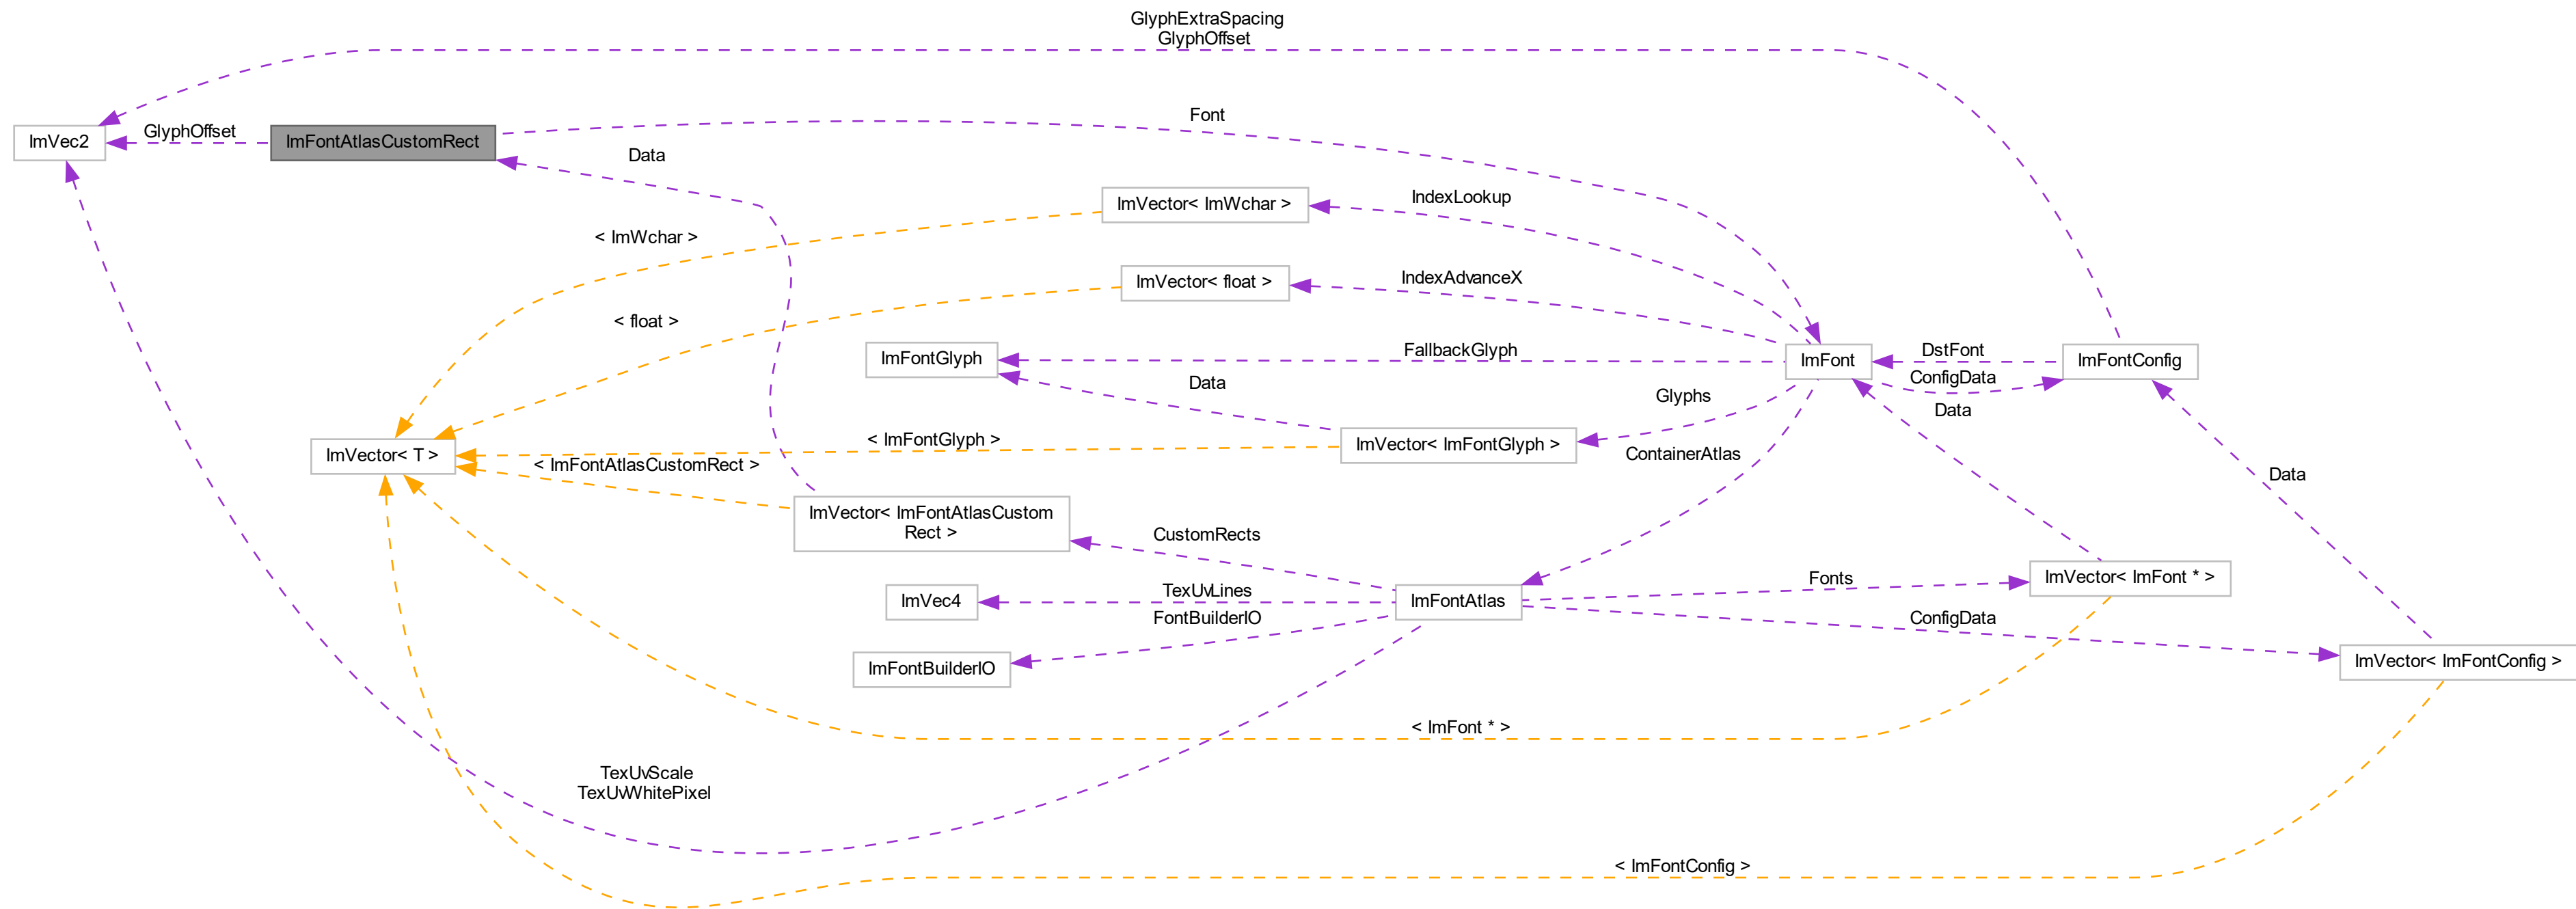 GlyphExtraSpacing
GlyphOffset
Font
GlyphOffset
ImVec2
ImFontAtlasCustomRect
Data
IndexLookup
ImVector< ImWchar >
< ImWchar >
IndexAdvanceX
ImVector< float >
< float >
FallbackGlyph
DstFont
ImFontGlyph
ImFont
ImFontConfig
ConfigData
Data
Glyphs
Data
< ImFontGlyph >
ImVector< ImFontGlyph >
ContainerAtlas
ImVector< T >
< ImFontAtlasCustomRect >
Data
ImVector< ImFontAtlasCustom
Rect >
CustomRects
Fonts
ImVector< ImFont * >
TexUvLines
ImVec4
ImFontAtlas
FontBuilderIO
ConfigData
ImFontBuilderIO
ImVector< ImFontConfig >
< ImFont * >
TexUvScale
TexUvWhitePixel
< ImFontConfig >